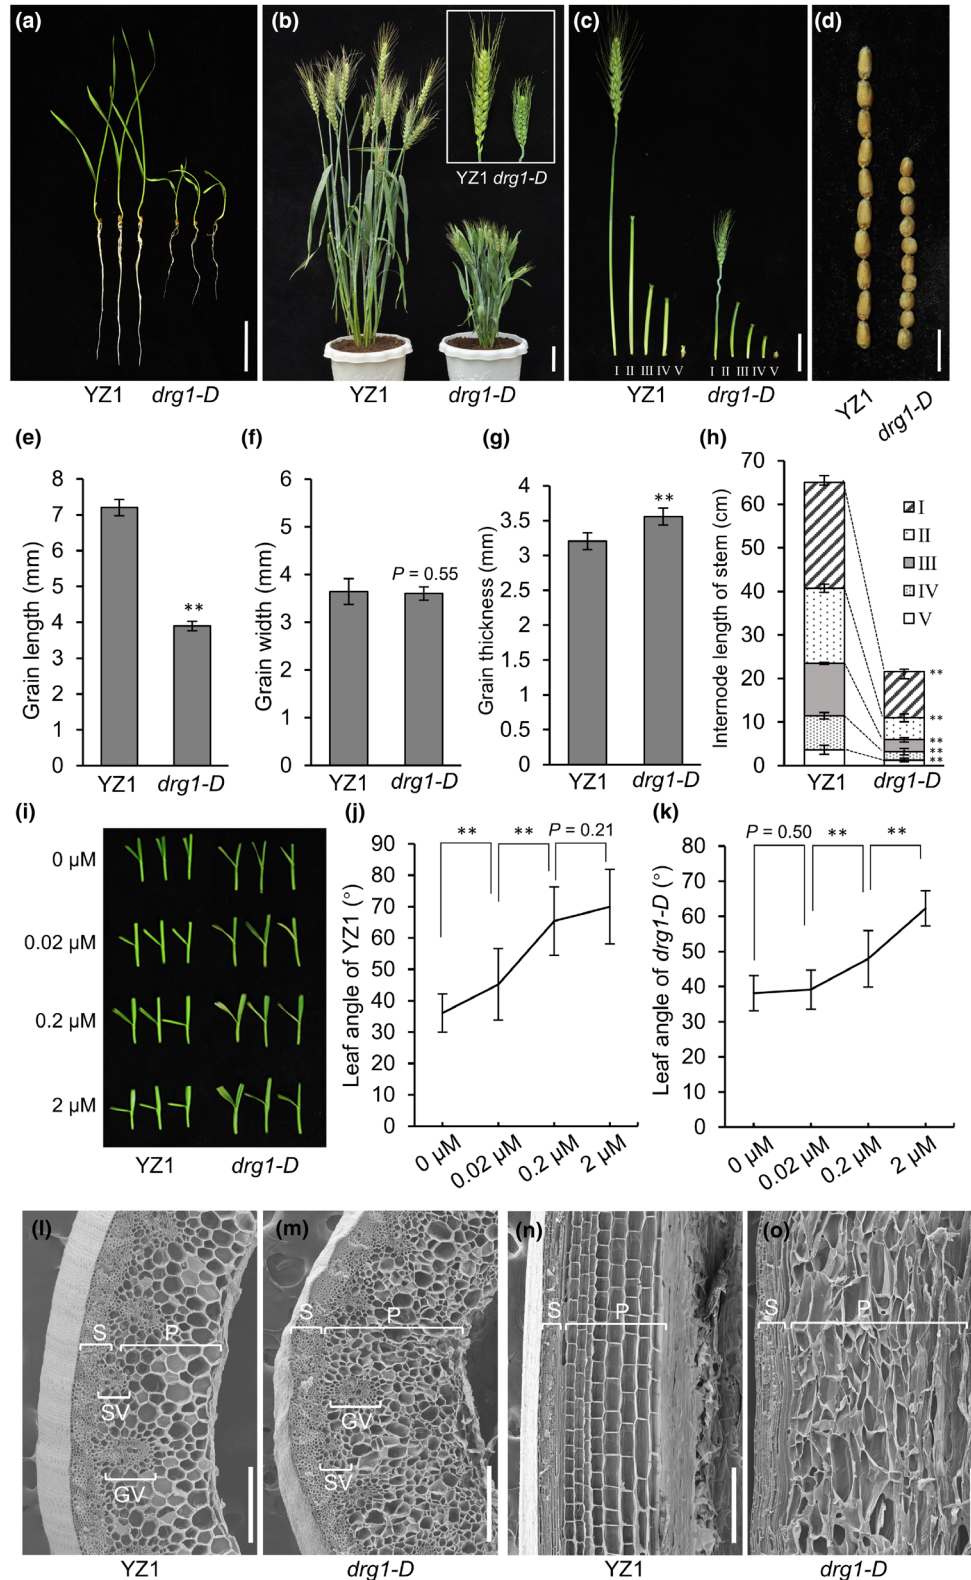 (a)
(b)
(c)
(d)
YZ1 drg1-D
I II III IV V I II III IV V
YZ1 drg1-D
YZ1 drg1-D
YZ1 drg1-D
YZ1 drg1-D
(e)
(f)
(g)
(h)
Grain length (mm)
8
7
6
5
4
3
2
1
0
**
YZ1 drg1-D
Grain width (mm)
6
5
4
3
2
1
0
P = 0.55
YZ1 drg1-D
Grain thickness (mm)
4
3.5
3
2.5
2
1.5
1
0.5
0
**
YZ1 drg1-D
Internode length of stem (cm)
70
60
50
40
30
20
10
0
I
II
III
IV
V
**
**
**
**
**
YZ1 drg1-D
(i)
0 µM
0.02 µM
0.2 µM
2 µM
YZ1 drg1-D
(j)
Leaf angle of YZ1 (°)
90
80
70
60
50
40
30
20
10
0
** ** P = 0.21
0 µM 0.02 µM 0.2 µM 2 µM
(k)
Leaf angle of drg1-D (°)
80
70
60
50
40
30
20
10
0
P = 0.50 ** **
0 µM 0.02 µM 0.2 µM 2 µM
(l)
S P
SV
GV
YZ1
(m)
S P
GV
SV
drg1-D
(n)
S P
YZ1
(o)
S P
drg1-D